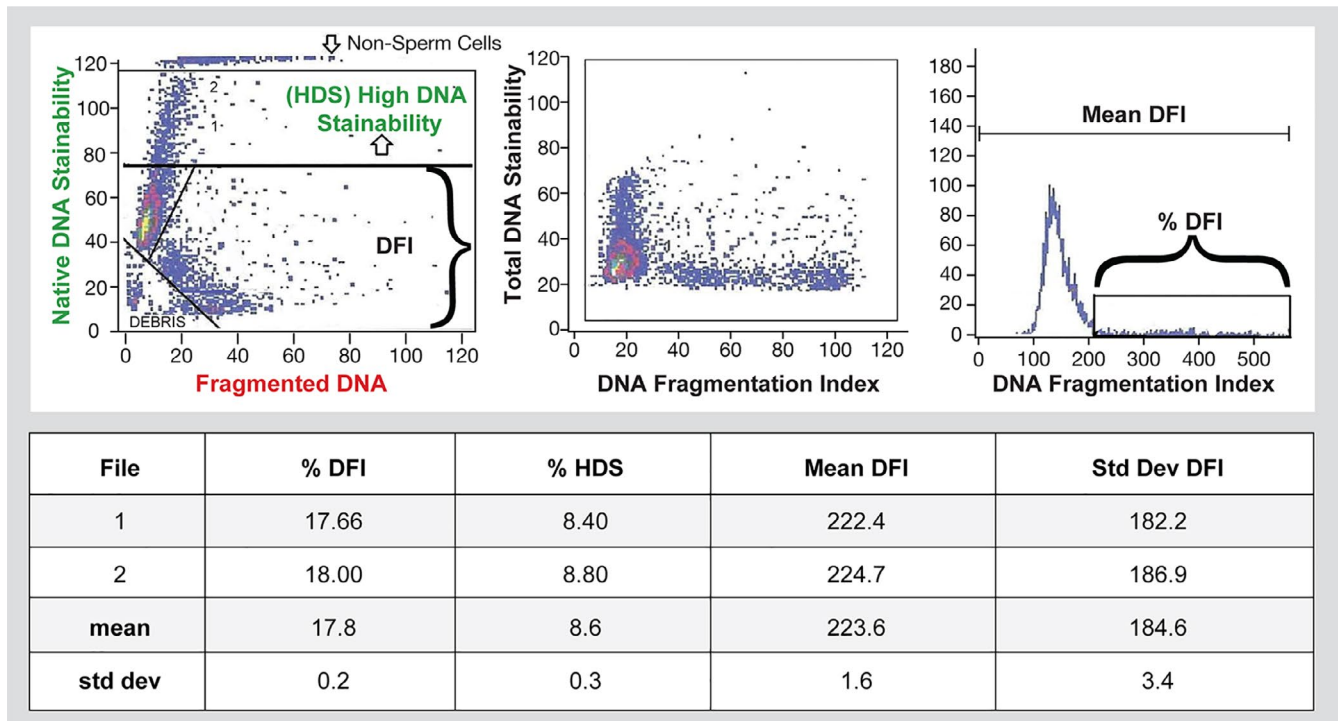 Non-Sperm Cells
Native DNA Stainability
120
100
80
60
40
20
0
2
1
(HDS) High DNA
Stainability
DFI
DEBRIS
0 20 40 60 80 100 120
Fragmented DNA
Total DNA Stainability
120
100
80
60
40
20
0
0 20 40 60 80 100 120
DNA Fragmentation Index
180
160
140
120
100
80
60
40
20
0
Mean DFI
% DFI
0 100 200 300 400 500
DNA Fragmentation Index
File % DFI % HDS Mean DFI Std Dev DFI
1 17.66 8.40 222.4 182.2
2 18.00 8.80 224.7 186.9
mean 17.8 8.6 223.6 184.6
std dev 0.2 0.3 1.6 3.4